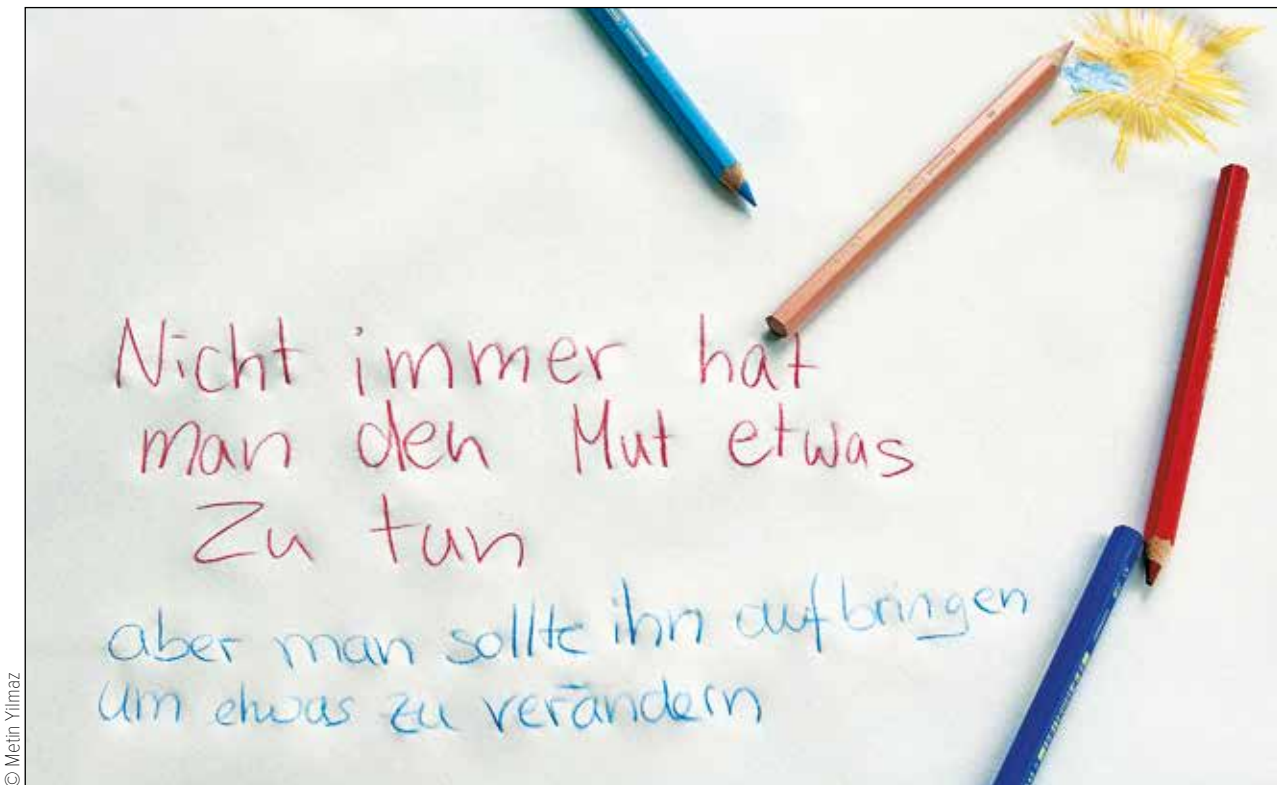 Nicht immer hat
man den Mut etwas
Zu tun
aber man sollte ihn aufbringen
um etwas zu verändern
© Metin Yilmaz